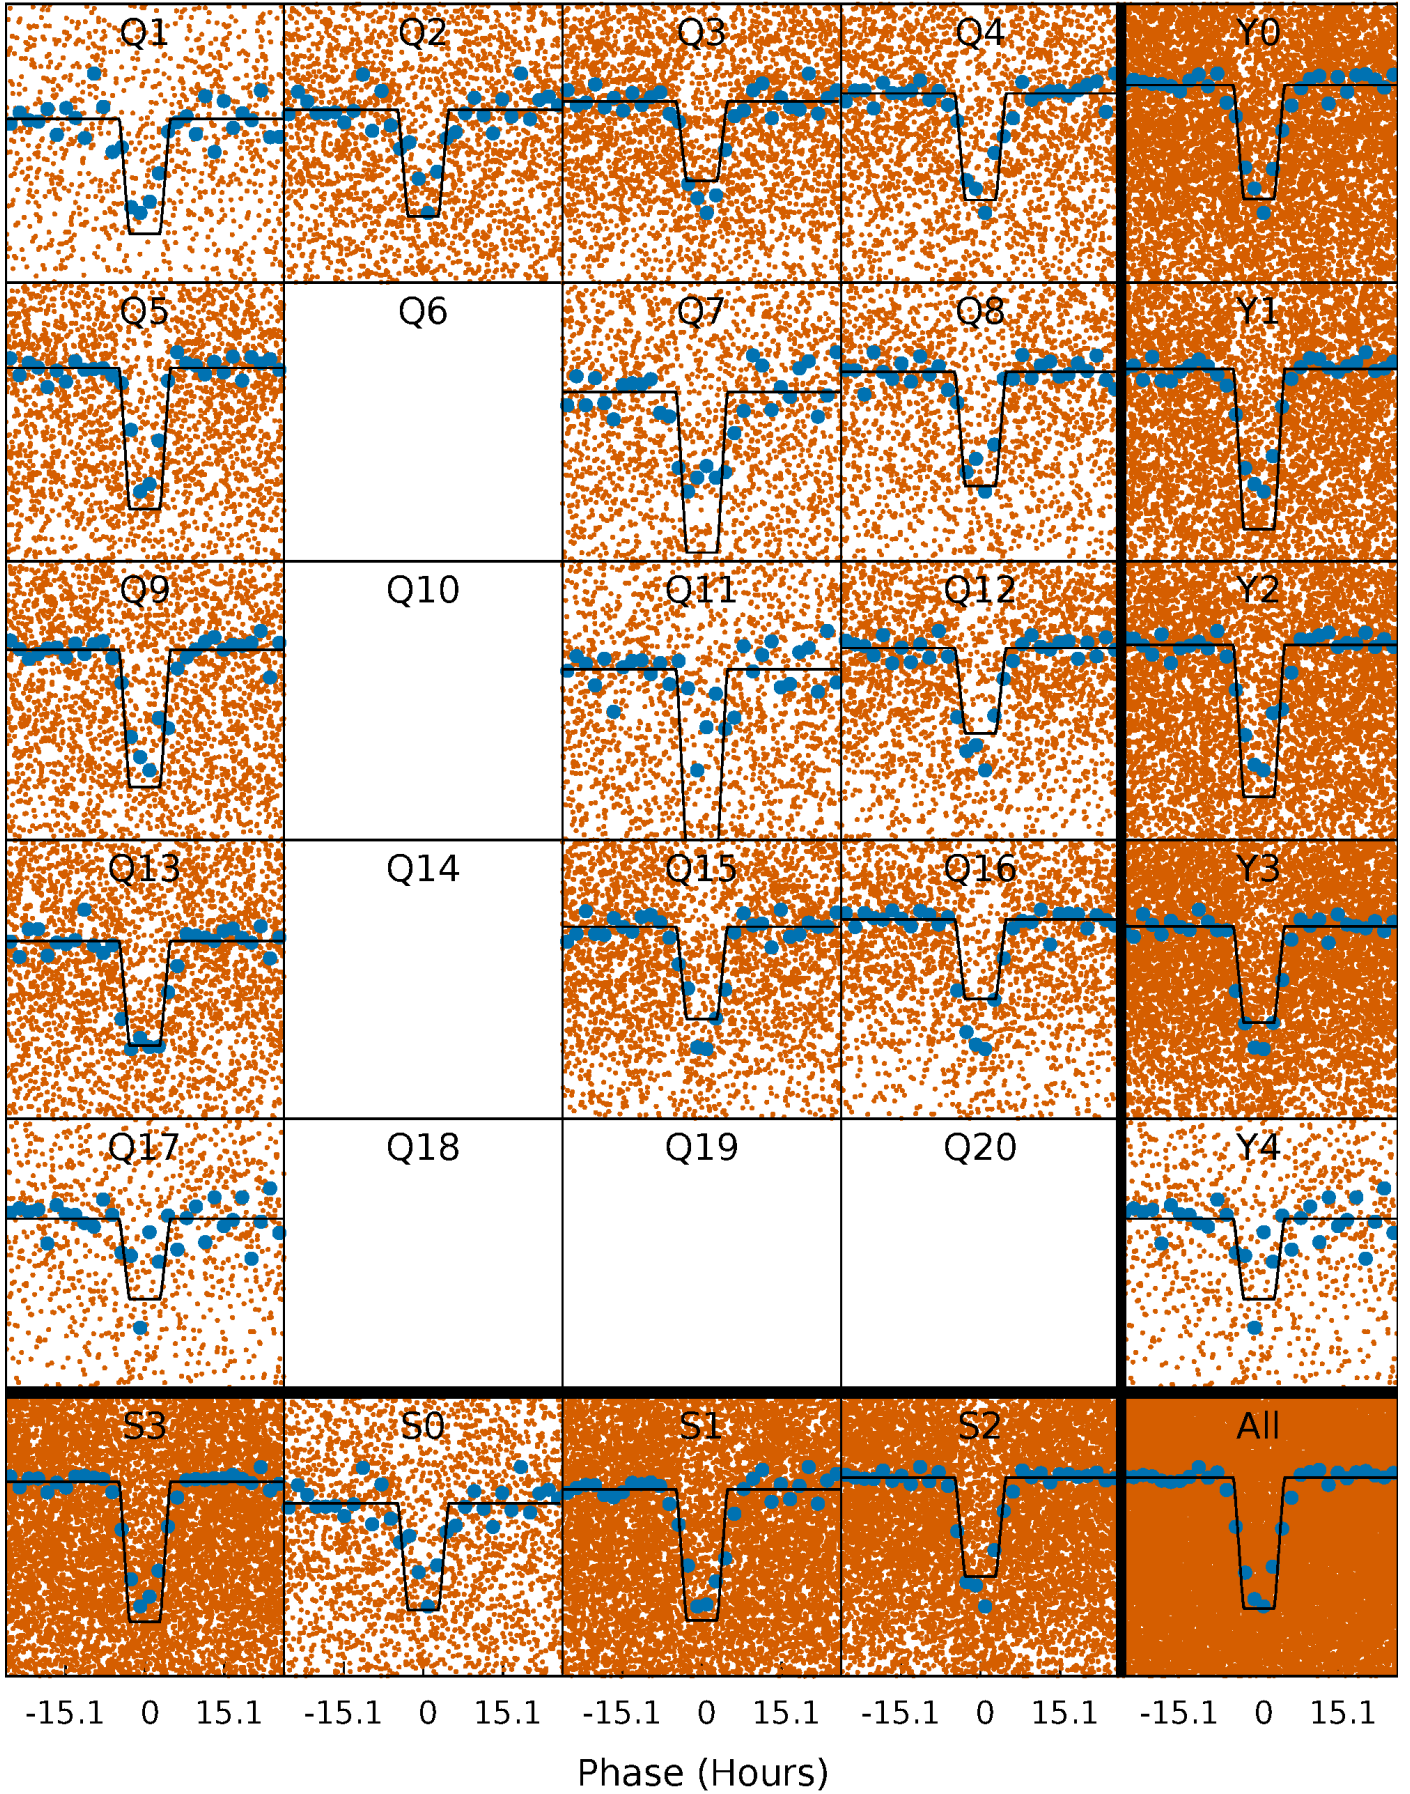 Q1 Q2 Q3 Q4 Y0
Q5 Q6 Q7 Q8 Y1
Q9 Q10 Q11 Q12 Y2
Q13 Q14 Q15 Q16 Y3
Q17 Q18 Q19 Q20 Y4
S3 S0 S1 S2 All
-15.1 0 15.1 -15.1 0 15.1 -15.1 0 15.1 -15.1 0 15.1 -15.1 0 15.1
Phase (Hours)